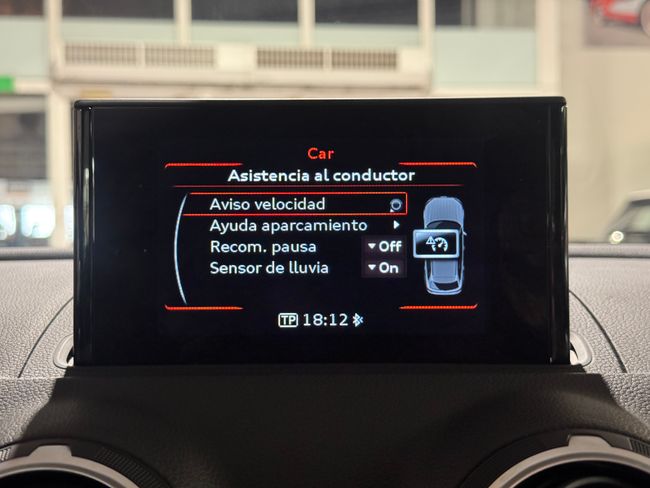 Car
Asistencia al conductor
Aviso velocidad
Ayuda aparcamiento
Recom. pausa Off
Sensor de lluvia On
TP 18:12